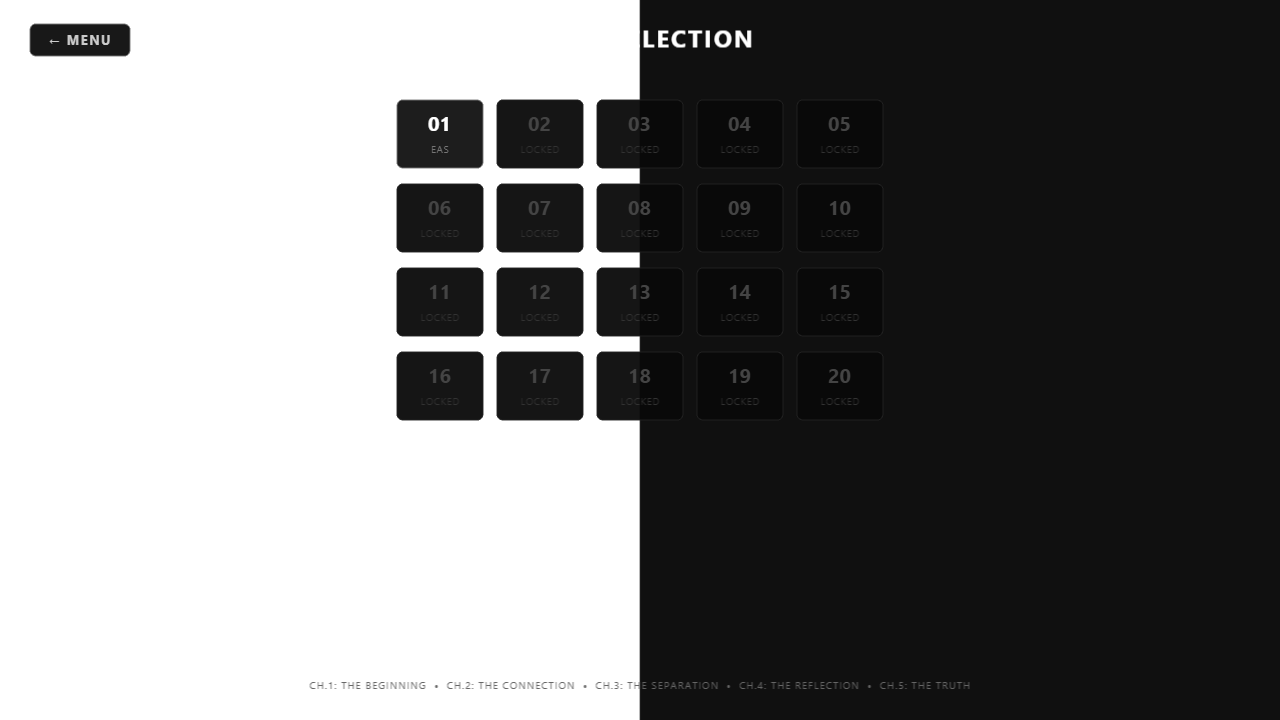 ← MENU
LECTION
01 02 03 04 05
EAS LOCKED LOCKED LOCKED LOCKED
06 07 08 09 10
LOCKED LOCKED LOCKED LOCKED LOCKED
11 12 13 14 15
LOCKED LOCKED LOCKED LOCKED LOCKED
16 17 18 19 20
LOCKED LOCKED LOCKED LOCKED LOCKED
CH.1: THE BEGINNING • CH.2: THE CONNECTION • CH.3: THE SEPARATION • CH.4: THE REFLECTION • CH.5: THE TRUTH